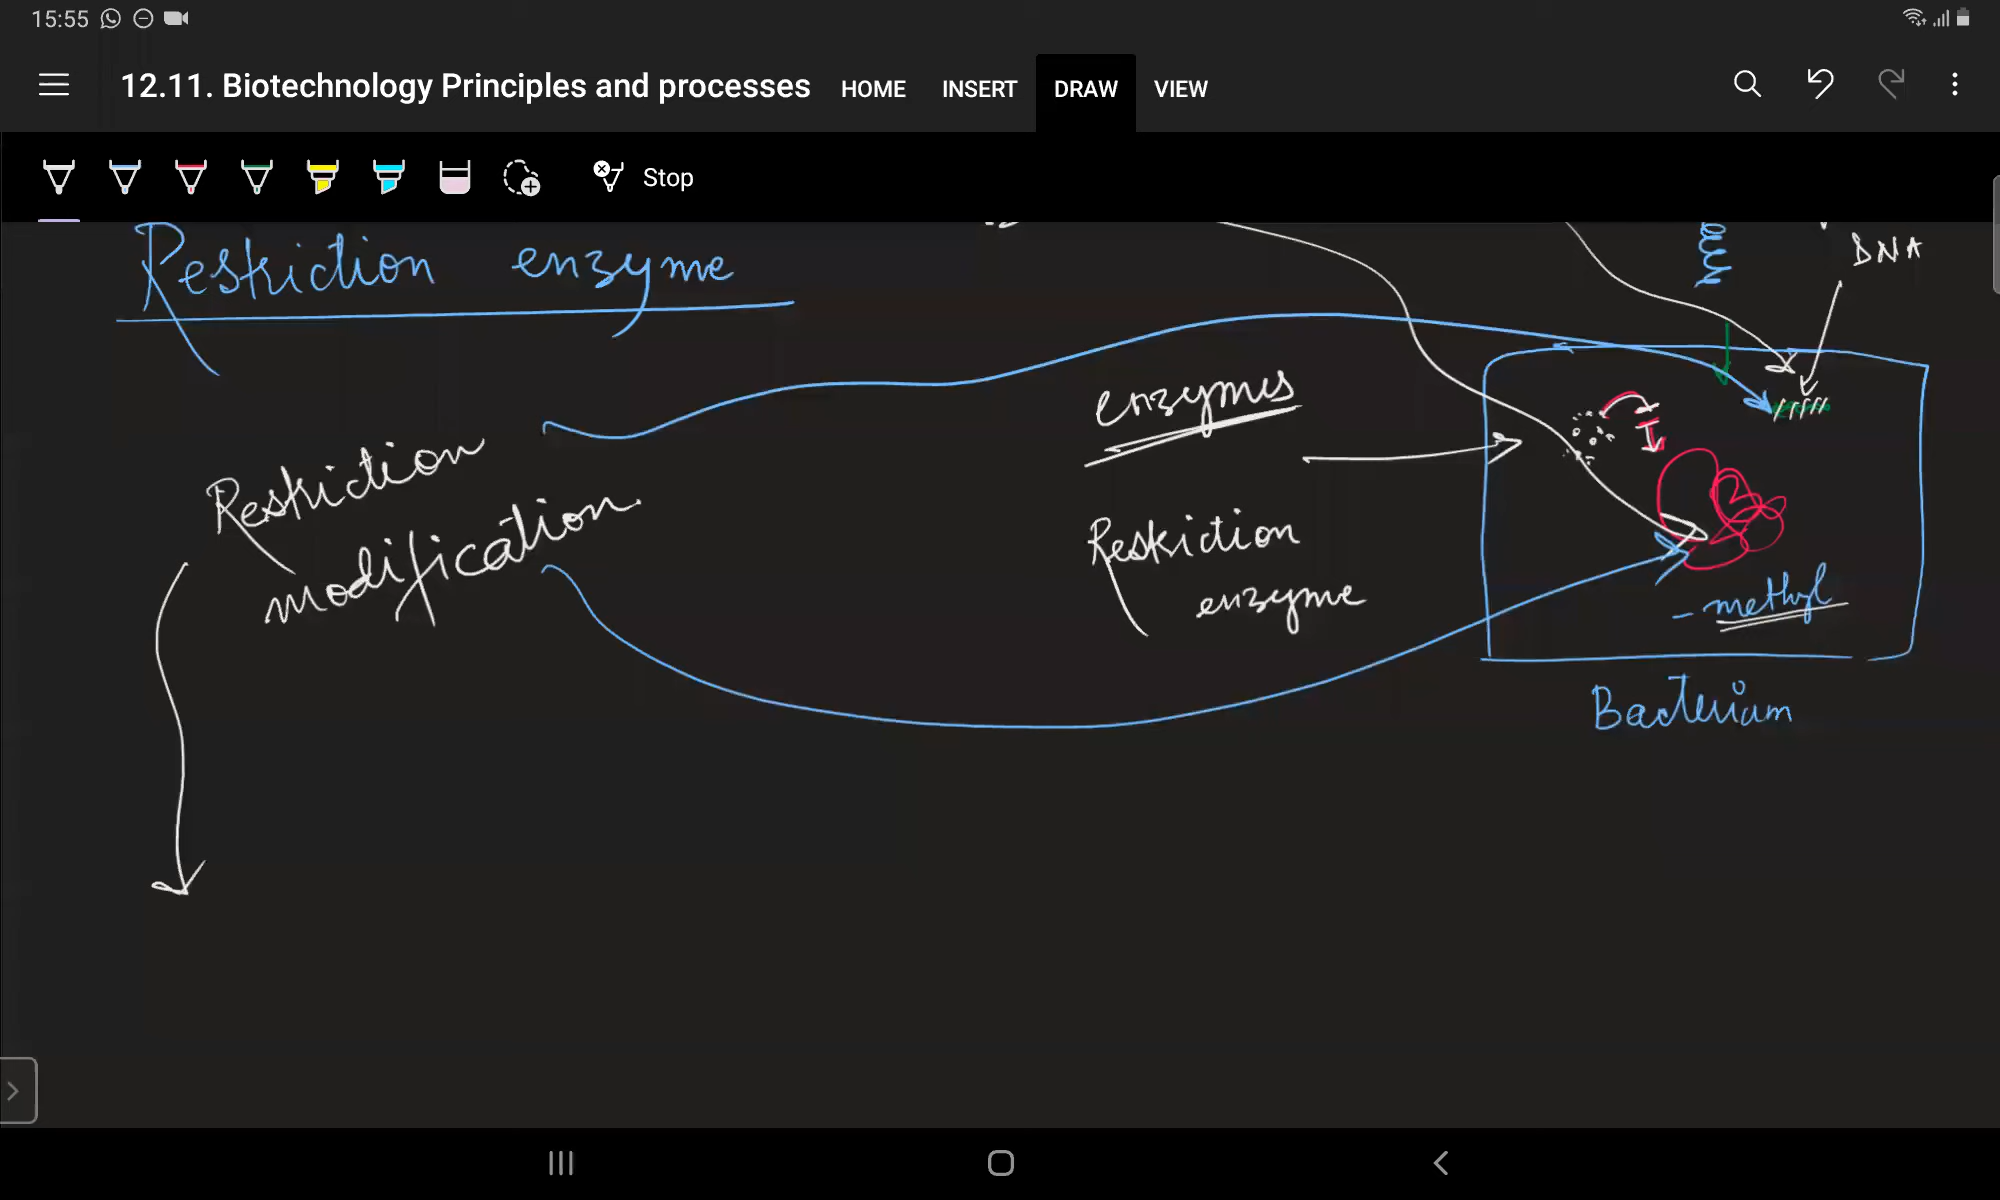 15:55
12.11. Biotechnology Principles and processes HOME INSERT DRAW VIEW
Stop
Restriction enzyme
DNA
enzymes
Restriction
modification
Restriction
enzyme
- methyl
Bacterium